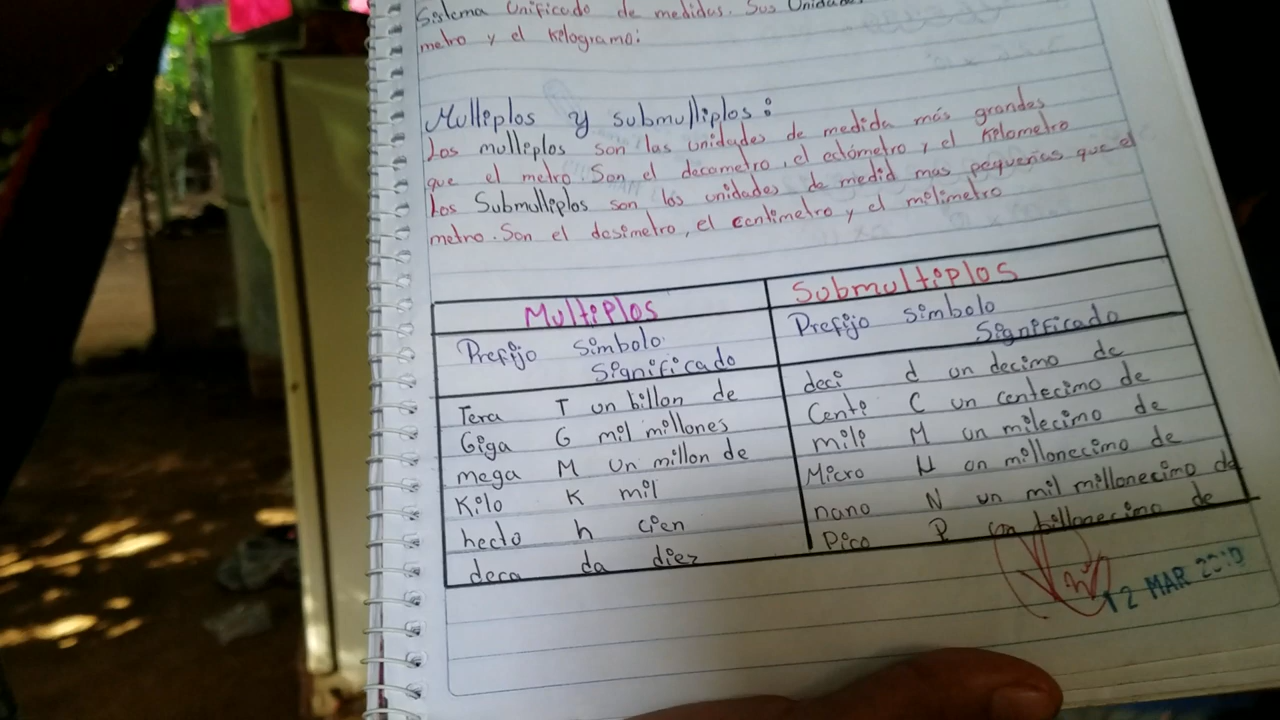 Sistema Unificado de medidas. Sus Unidades
metro y el Kilogramo:
Multiplos y submultiplos:
Los multiplos son las unidades de medida más grandes
que el metro. Son el decametro, el ectómetro y el Kilometro
Los Submultiplos son las unidades de medid mas pequeñas que el
metro. Son el desimetro, el centimetro y el milimetro
Multiplos
Prefijo simbolo
Significado
Tera T un billon de
Giga G mil millones
mega M Un millon de
Kilo K mil
hecto h cien
deca da diez
Submultiplos
Prefijo simbolo
Significado
deci d un decimo de
Centi C un centecimo de
mili M un milecimo de
Micro µ un millonecimo de
nano N un mil millonecimo de
Pico P un billonecimo de
12 MAR